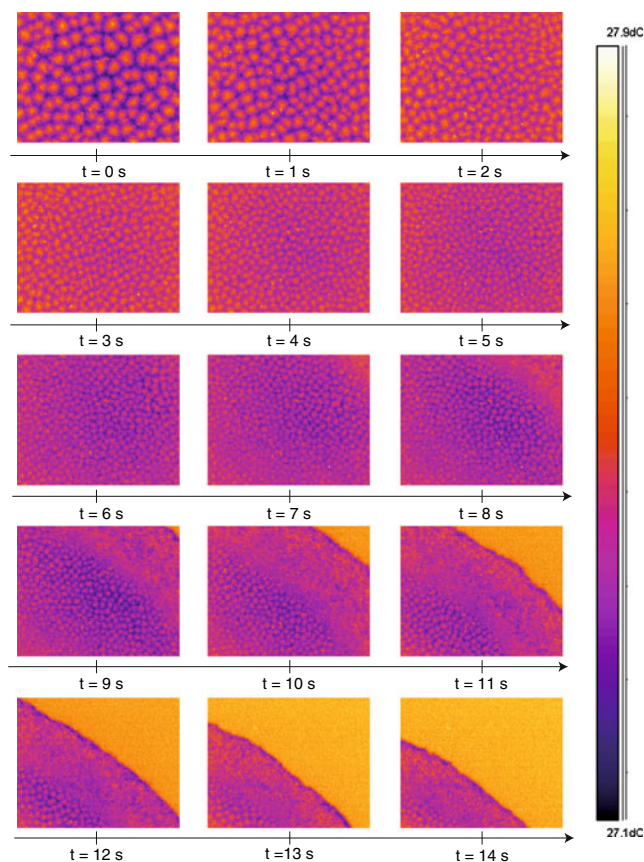 27.9dC
t = 0 s t = 1 s t = 2 s
t = 3 s t = 4 s t = 5 s
t = 6 s t = 7 s t = 8 s
t = 9 s t = 10 s t = 11 s
t =12 s t =13 s t = 14 s
27.1dC